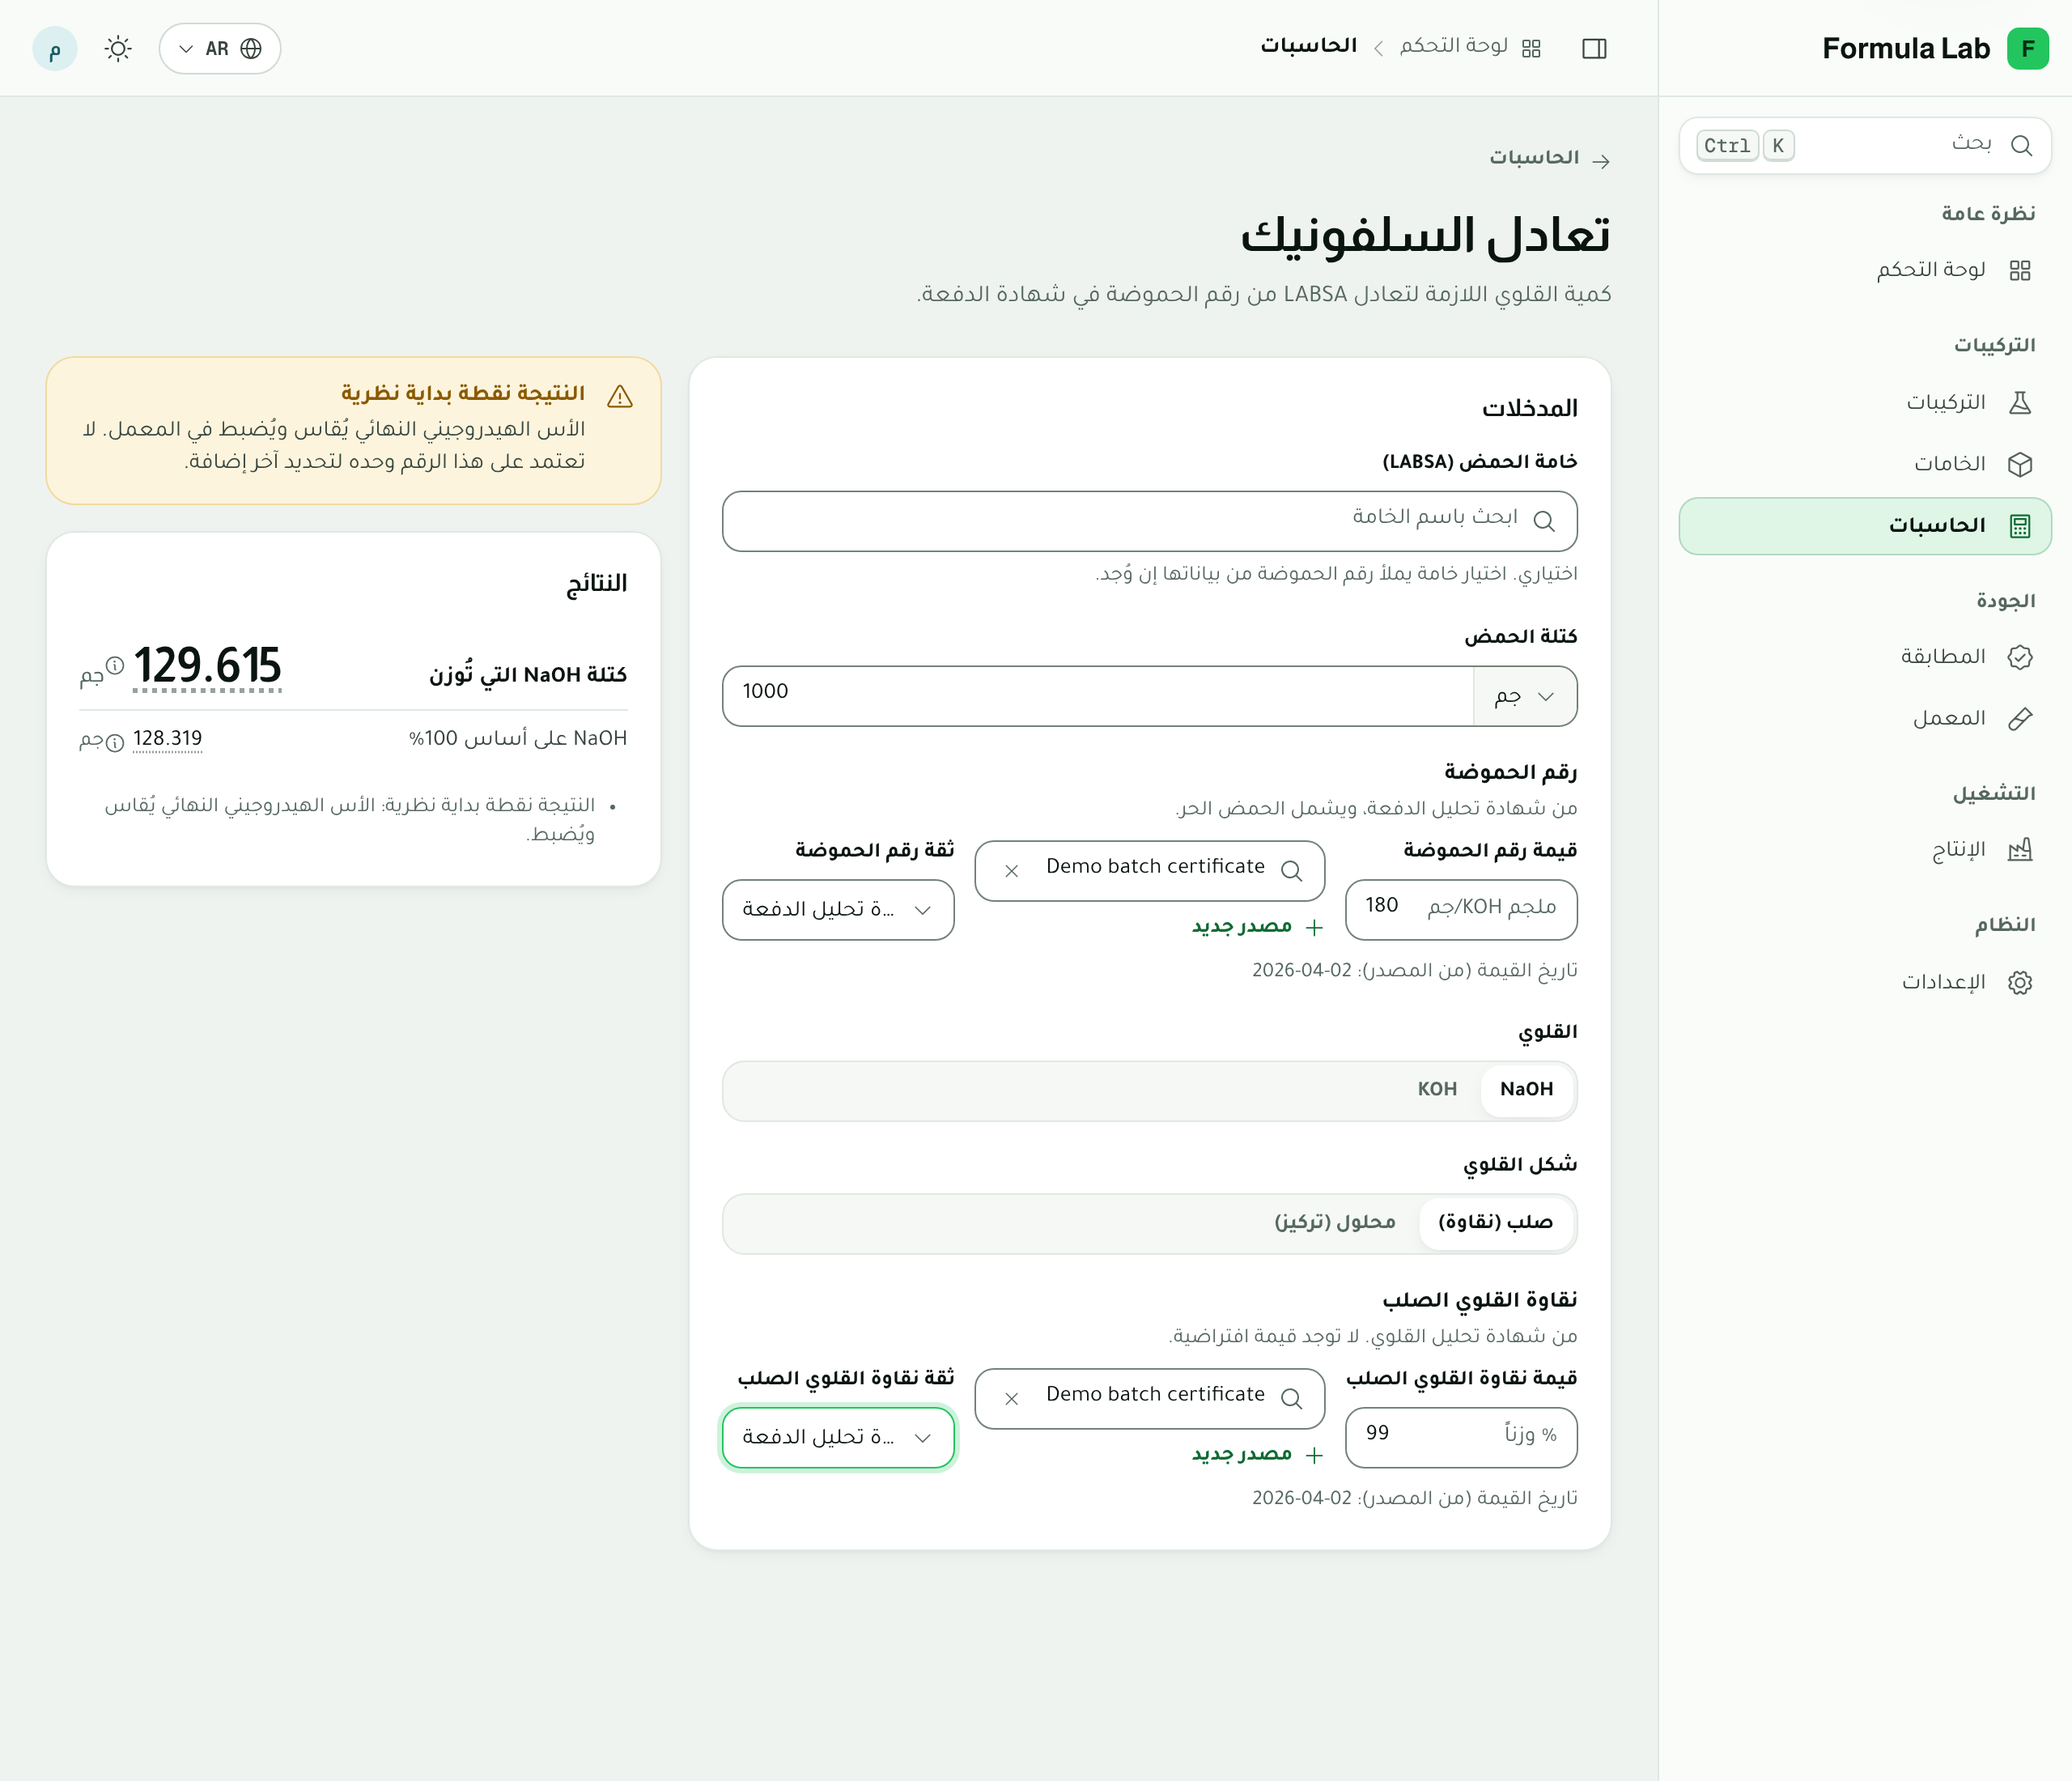 F Formula Lab
بحث Ctrl K
نظرة عامة
لوحة التحكم
التركيبات
التركيبات
الخامات
الحاسبات
الجودة
المطابقة
المعمل
التشغيل
الإنتاج
النظام
الإعدادات
لوحة التحكم
الحاسبات
AR
م
الحاسبات
تعادل السلفونيك
كمية القلوي اللازمة لتعادل LABSA من رقم الحموضة في شهادة الدفعة.
المدخلات
خامة الحمض (LABSA)
ابحث باسم الخامة
اختياري. اختيار خامة يملأ رقم الحموضة من بياناتها إن وُجد.
كتلة الحمض
جم 1000
رقم الحموضة
من شهادة تحليل الدفعة، ويشمل الحمض الحر.
قيمة رقم الحموضة
ملجم KOH/جم 180
Demo batch certificate
مصدر جديد
ثقة رقم الحموضة
...ة تحليل الدفعة
تاريخ القيمة (من المصدر): 2026-04-02
القلوي
NaOH KOH
شكل القلوي
صلب (نقاوة) محلول (تركيز)
نقاوة القلوي الصلب
من شهادة تحليل القلوي. لا توجد قيمة افتراضية.
قيمة نقاوة القلوي الصلب
% وزناً 99
Demo batch certificate
مصدر جديد
ثقة نقاوة القلوي الصلب
...ة تحليل الدفعة
تاريخ القيمة (من المصدر): 2026-04-02
النتيجة نقطة بداية نظرية
الأس الهيدروجيني النهائي يُقاس ويُضبط في المعمل. لا
تعتمد على هذا الرقم وحده لتحديد آخر إضافة.
النتائج
كتلة NaOH التي تُوزن 129.615 جم
NaOH على أساس 100% 128.319 جم
• النتيجة نقطة بداية نظرية: الأس الهيدروجيني النهائي يُقاس
ويُضبط.